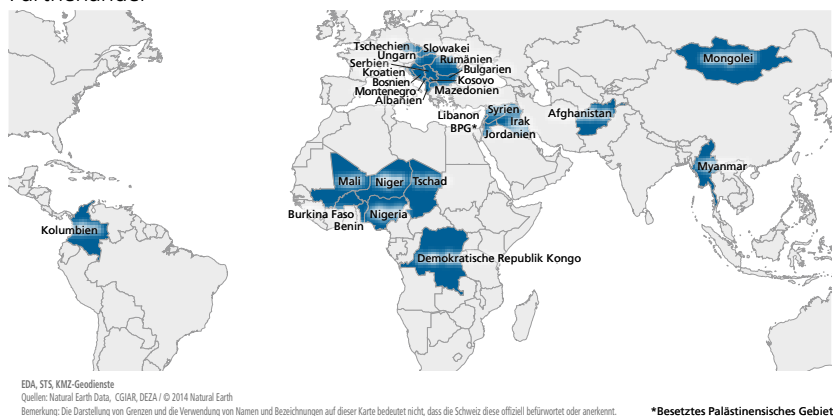 Tschechien
Slowakei
Ungarn
Rumänien
Serbien
Bulgarien
Kroatien
Kosovo
Bosnien
Montenegro
Mazedonien
Albanien
Mongolei
Libanon
Syrien
BPG*
Irak
Jordanien
Afghanistan
Myanmar
Mali
Niger
Tschad
Burkina Faso
Nigeria
Benin
Kolumbien
Demokratische Republik Kongo
EDA, STS, KMZ-Geodienste
Quellen: Natural Earth Data, CGIAR, DEZA / © 2014 Natural Earth
Bemerkung: Die Darstellung von Grenzen und die Verwendung von Namen und Bezeichnungen auf dieser Karte bedeutet nicht, dass die Schweiz diese offiziell befürwortet oder anerkennt.
*Besetztes Palästinensisches Gebiet